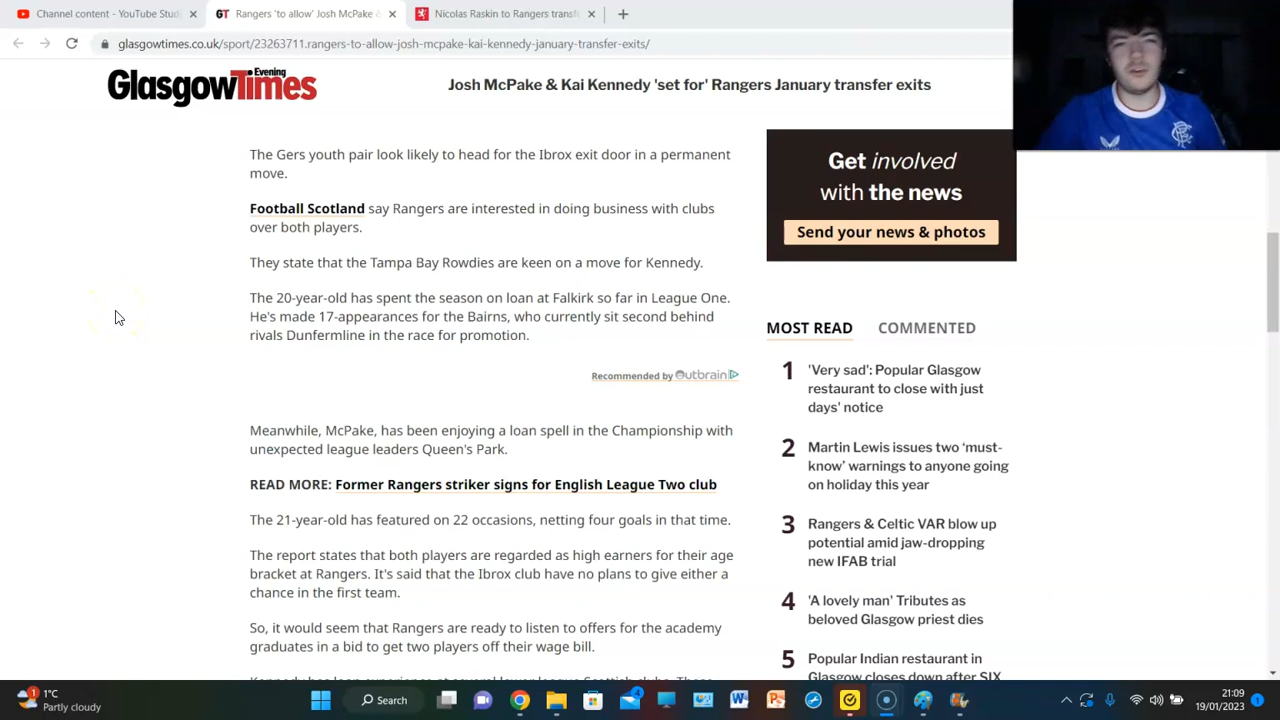 Channel content - YouTube Stud
Rangers 'to allow' Josh McPake &
Nicolas Raskin to Rangers transf
glasgowtimes.co.uk/sport/23263711.rangers-to-allow-josh-mcpake-kai-kennedy-january-transfer-exits/
Evening
GlasgowTimes
Josh McPake & Kai Kennedy 'set for' Rangers January transfer exits
The Gers youth pair look likely to head for the Ibrox exit door in a permanent
move.
Football Scotland say Rangers are interested in doing business with clubs
over both players.
They state that the Tampa Bay Rowdies are keen on a move for Kennedy.
The 20-year-old has spent the season on loan at Falkirk so far in League One.
He's made 17-appearances for the Bairns, who currently sit second behind
rivals Dunfermline in the race for promotion.
Recommended by Outbrain
Meanwhile, McPake, has been enjoying a loan spell in the Championship with
unexpected league leaders Queen's Park.
READ MORE: Former Rangers striker signs for English League Two club
The 21-year-old has featured on 22 occasions, netting four goals in that time.
The report states that both players are regarded as high earners for their age
bracket at Rangers. It's said that the Ibrox club have no plans to give either a
chance in the first team.
So, it would seem that Rangers are ready to listen to offers for the academy
graduates in a bid to get two players off their wage bill.
Get involved
with the news
Send your news & photos
MOST READ
COMMENTED
1
'Very sad': Popular Glasgow
restaurant to close with just
days' notice
2
Martin Lewis issues two 'must-
know' warnings to anyone going
on holiday this year
3
Rangers & Celtic VAR blow up
potential amid jaw-dropping
new IFAB trial
4
'A lovely man' Tributes as
beloved Glasgow priest dies
5
Popular Indian restaurant in
Glasgow closes down after SIX
1
1°C
Partly cloudy
Search
4
21:09
19/01/2023
1